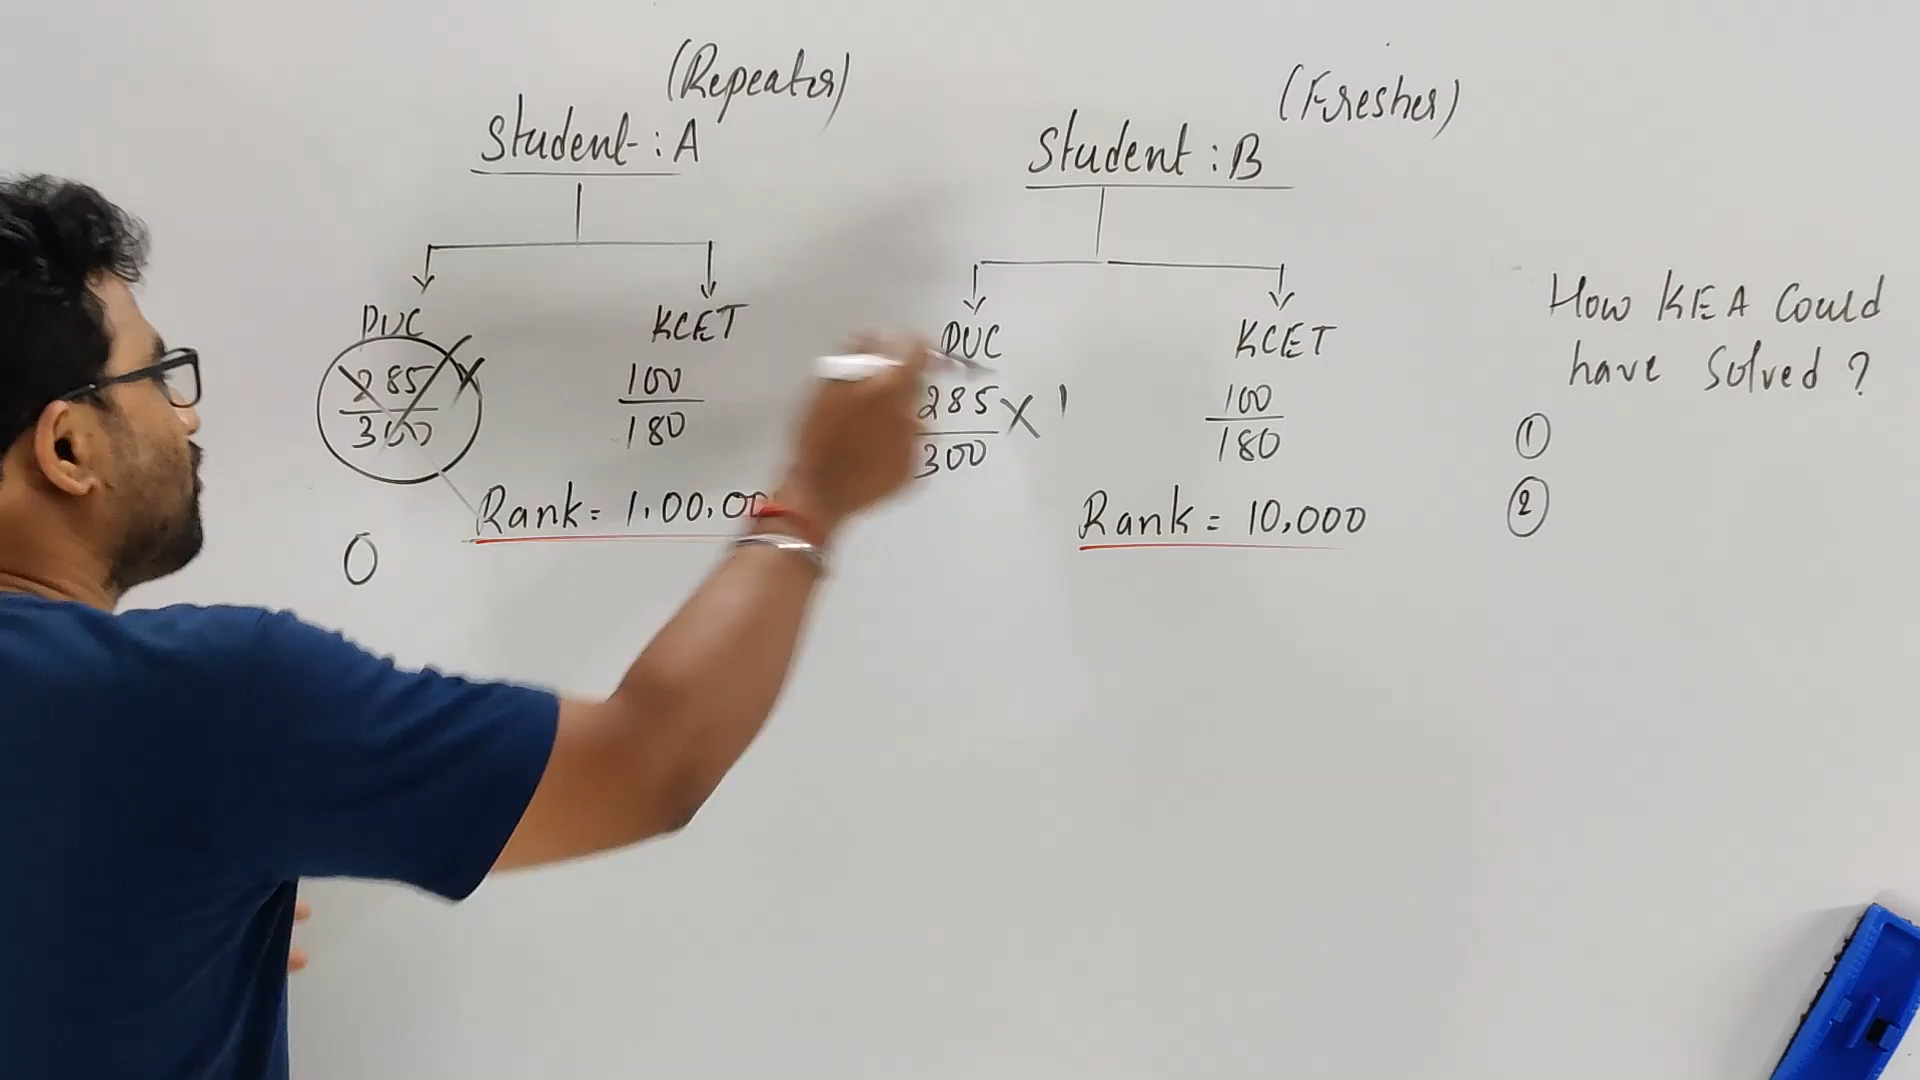 (Repeater)
Student : A
PUC
KCET
285
300
100
180
Rank = 1,00,00
0
(Fresher)
Student : B
PUC
KCET
285 X 1
300
100
180
Rank = 10,000
How KEA Could
have Solved ?
1
2